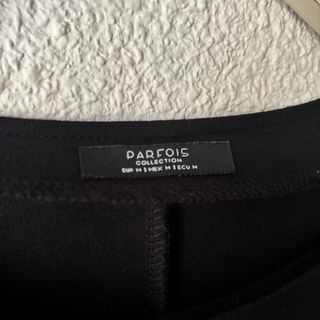 PARFOIS
COLLECTION
EUR M | MEX M | ECU M